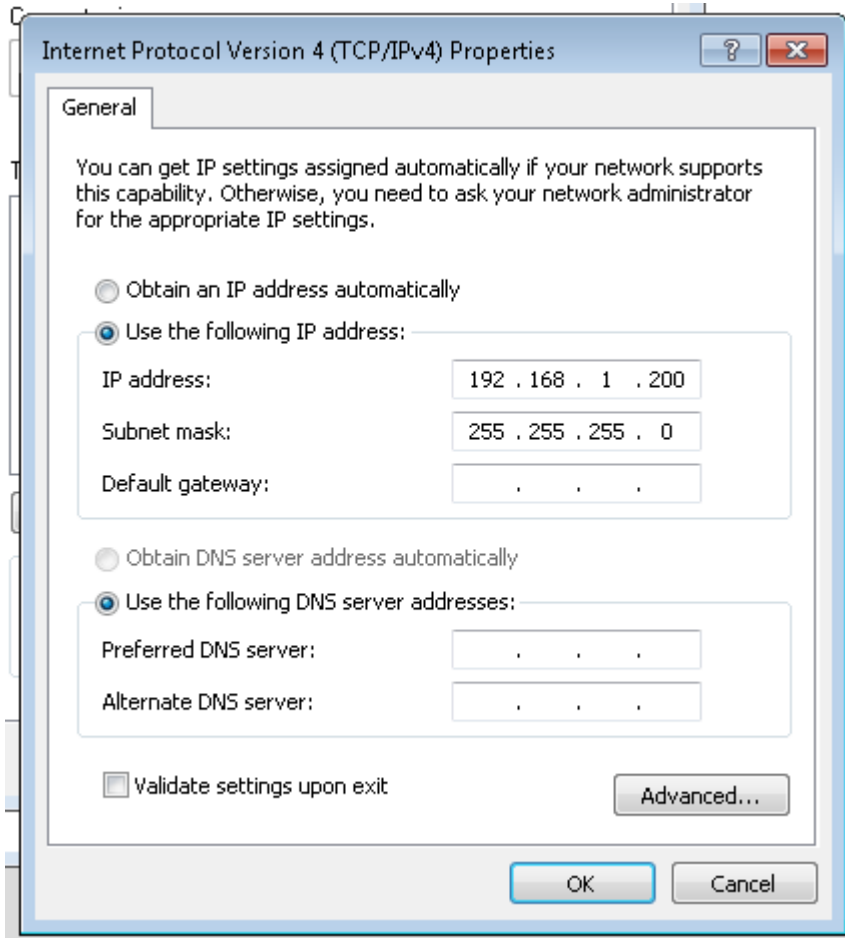 Internet Protocol Version 4 (TCP/IPv4) Properties
General
You can get IP settings assigned automatically if your network supports
this capability. Otherwise, you need to ask your network administrator
for the appropriate IP settings.
Obtain an IP address automatically
Use the following IP address:
IP address: 192 . 168 . 1 . 200
Subnet mask: 255 . 255 . 255 . 0
Default gateway: . . .
Obtain DNS server address automatically
Use the following DNS server addresses:
Preferred DNS server: . . .
Alternate DNS server: . . .
Validate settings upon exit
Advanced...
OK Cancel